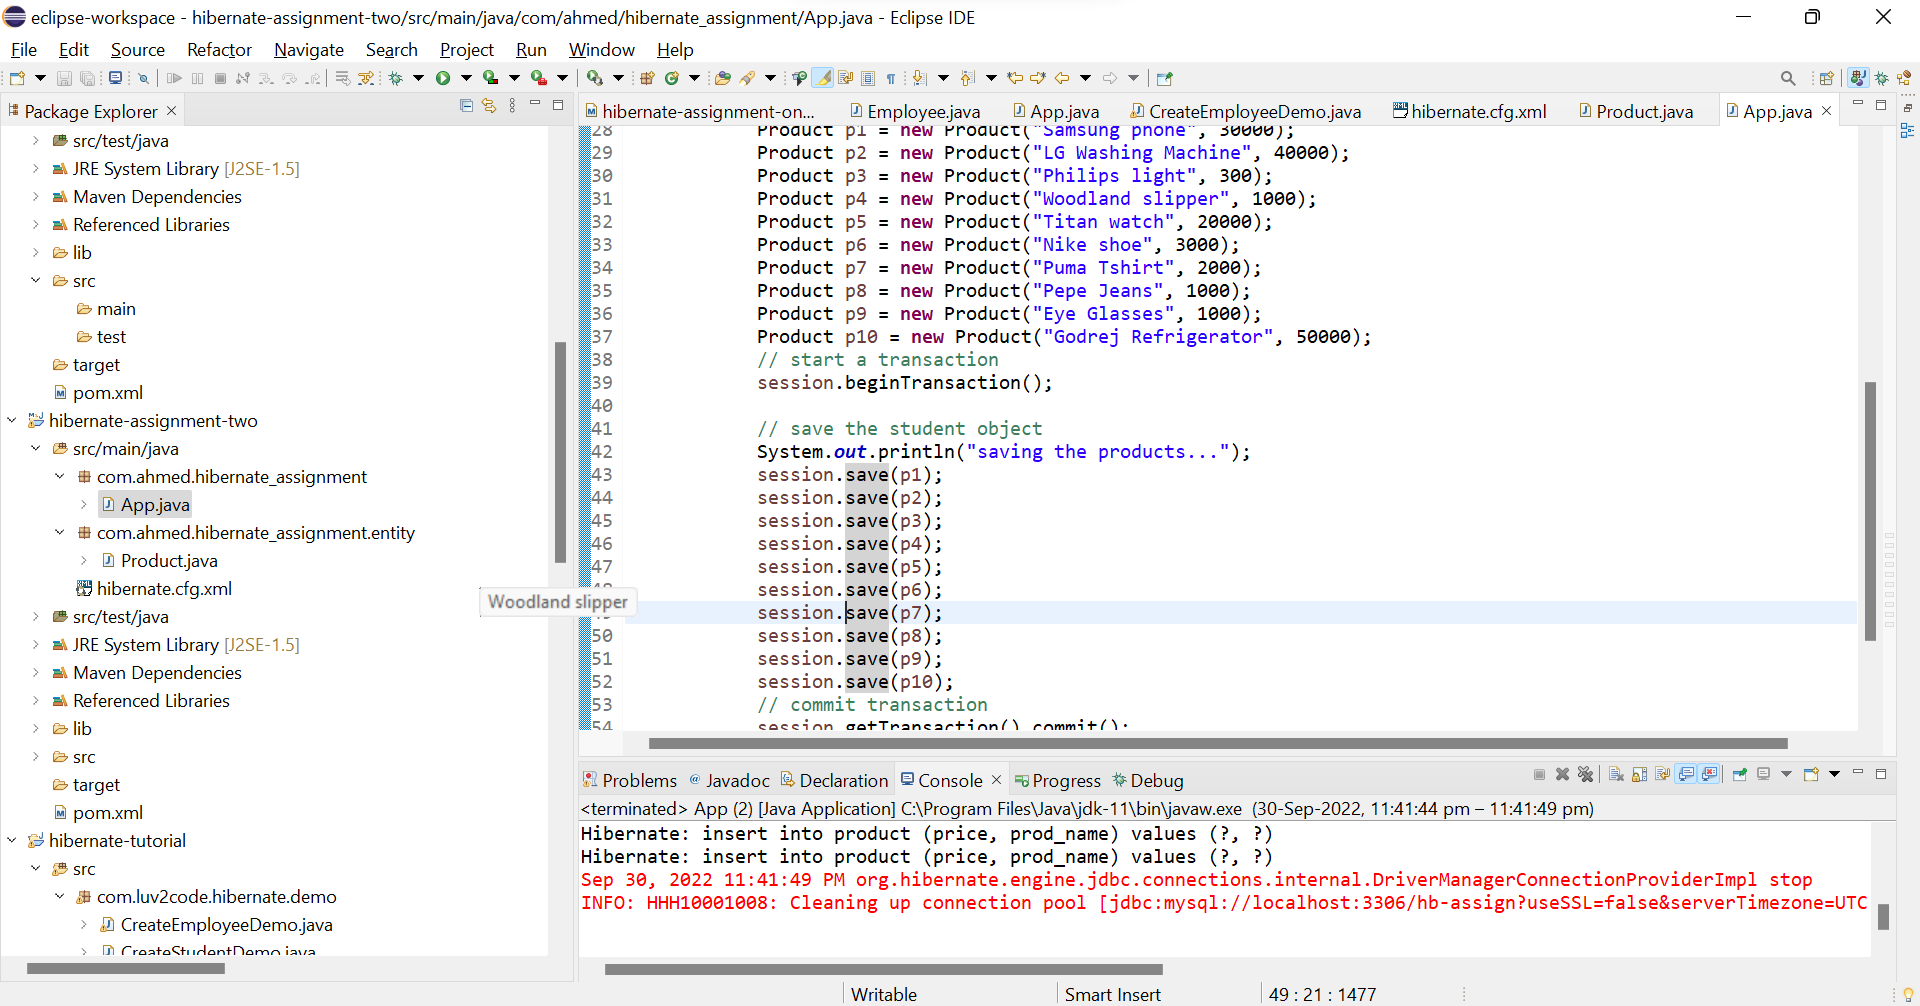 eclipse-workspace - hibernate-assignment-two/src/main/java/com/ahmed/hibernate_assignment/App.java - Eclipse IDE
File Edit Source Refactor Navigate Search Project Run Window Help
Package Explorer
src/test/java
JRE System Library [J2SE-1.5]
Maven Dependencies
Referenced Libraries
lib
src
main
test
target
pom.xml
hibernate-assignment-two
src/main/java
com.ahmed.hibernate_assignment
App.java
com.ahmed.hibernate_assignment.entity
Product.java
hibernate.cfg.xml
src/test/java
JRE System Library [J2SE-1.5]
Maven Dependencies
Referenced Libraries
lib
src
target
pom.xml
hibernate-tutorial
src
com.luv2code.hibernate.demo
CreateEmployeeDemo.java
CreateStudentDemo.java
Woodland slipper
hibernate-assignment-on... Employee.java App.java CreateEmployeeDemo.java hibernate.cfg.xml Product.java App.java
28 Product p1 = new Product("Samsung phone", 30000);
29 Product p2 = new Product("LG Washing Machine", 40000);
30 Product p3 = new Product("Philips light", 300);
31 Product p4 = new Product("Woodland slipper", 1000);
32 Product p5 = new Product("Titan watch", 20000);
33 Product p6 = new Product("Nike shoe", 3000);
34 Product p7 = new Product("Puma Tshirt", 2000);
35 Product p8 = new Product("Pepe Jeans", 1000);
36 Product p9 = new Product("Eye Glasses", 1000);
37 Product p10 = new Product("Godrej Refrigerator", 50000);
38 // start a transaction
39 session.beginTransaction();
40
41 // save the student object
42 System.out.println("saving the products...");
43 session.save(p1);
44 session.save(p2);
45 session.save(p3);
46 session.save(p4);
47 session.save(p5);
session.save(p6);
session.save(p7);
50 session.save(p8);
51 session.save(p9);
52 session.save(p10);
53 // commit transaction
54 session.getTransaction().commit();
Problems @ Javadoc Declaration Console Progress Debug
<terminated> App (2) [Java Application] C:\Program Files\Java\jdk-11\bin\javaw.exe (30-Sep-2022, 11:41:44 pm – 11:41:49 pm)
Hibernate: insert into product (price, prod_name) values (?, ?)
Hibernate: insert into product (price, prod_name) values (?, ?)
Sep 30, 2022 11:41:49 PM org.hibernate.engine.jdbc.connections.internal.DriverManagerConnectionProviderImpl stop
INFO: HHH10001008: Cleaning up connection pool [jdbc:mysql://localhost:3306/hb-assign?useSSL=false&serverTimezone=UTC
Writable Smart Insert 49 : 21 : 1477